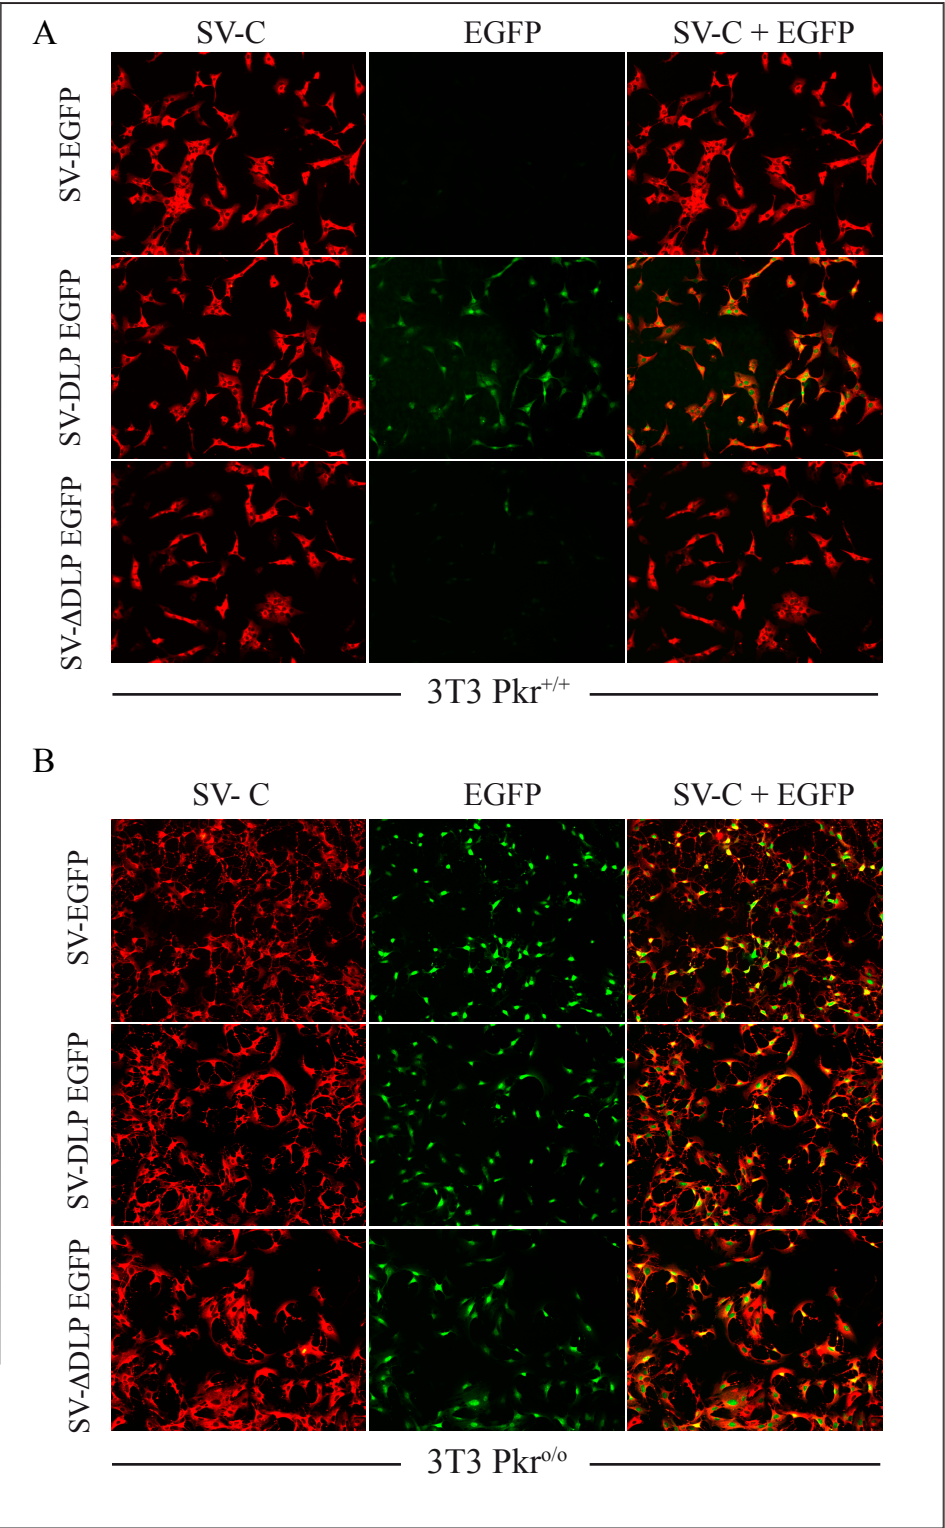 A
SV-C EGFP SV-C + EGFP
SV-EGFP
SV-DLP EGFP
SV-ΔDLP EGFP
3T3 Pkr+/+
B
SV- C EGFP SV-C + EGFP
SV-EGFP
SV-DLP EGFP
SV-ΔDLP EGFP
3T3 Pkro/o